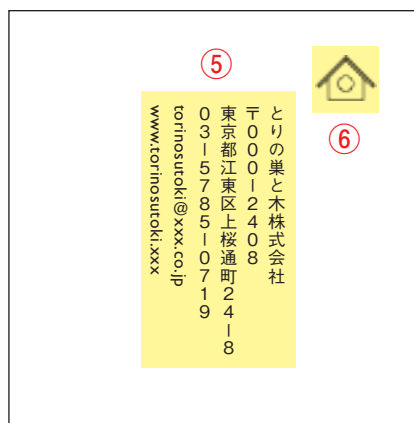 ⑤
とりの巣と木株式会社
〒000-2408
東京都江東区上桜通町24-8
03-5785-0719
torinosutoki@xxx.co.jp
www.torinosutoki.xxx
⑥